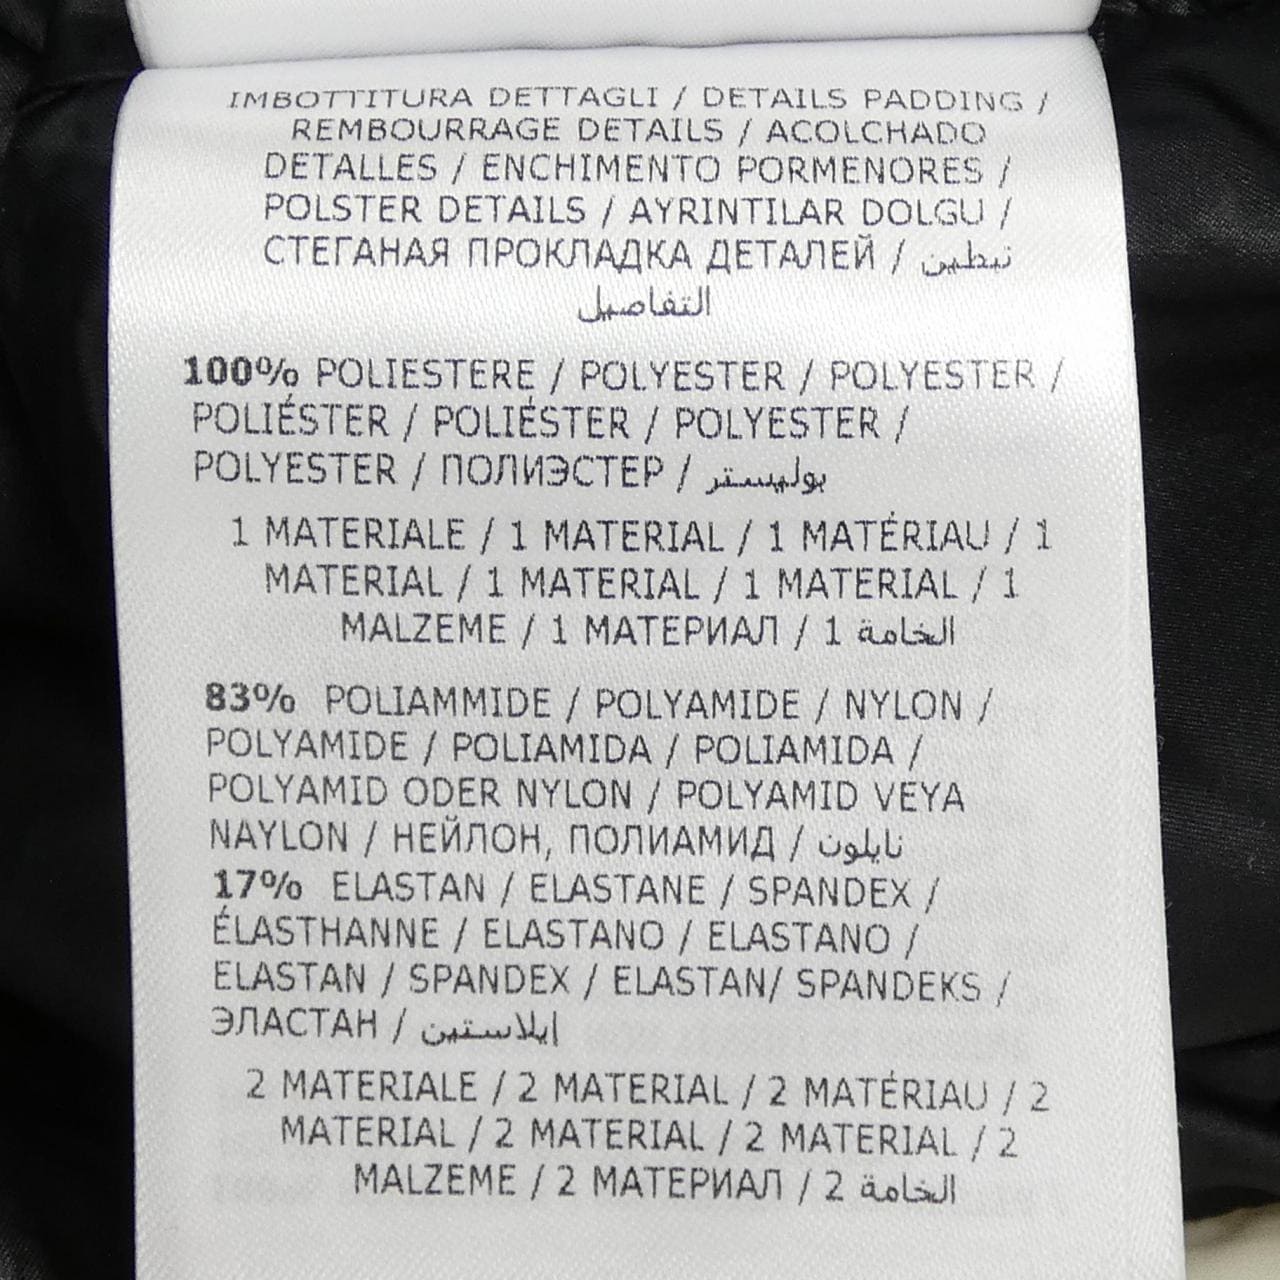 IMBOTTITURA DETTAGLI / DETAILS PADDING /
REMBOURRAGE DETAILS / ACOLCHADO
DETALLES / ENCHIMENTO PORMENORES /
POLSTER DETAILS / AYRINTILAR DOLGU /
СТЕГАНАЯ ПРОКЛАДКА ДЕТАЛЕЙ / تبطين
التفاصيل
100% POLIESTERE / POLYESTER / POLYESTER /
POLIÉSTER / POLIÉSTER / POLYESTER /
POLYESTER / ПОЛИЭСТЕР / بوليستر
1 MATERIALE / 1 MATERIAL / 1 MATÉRIAU / 1
MATERIAL / 1 MATERIAL / 1 MATERIAL / 1
MALZEME / 1 МАТЕРИАЛ / 1 الخامة
83% POLIAMMIDE / POLYAMIDE / NYLON /
POLYAMIDE / POLIAMIDA / POLIAMIDA /
POLYAMID ODER NYLON / POLYAMID VEYA
NAYLON / НЕЙЛОН, ПОЛИАМИД / نايلون
17% ELASTAN / ELASTANE / SPANDEX /
ÉLASTHANNE / ELASTANO / ELASTANO /
ELASTAN / SPANDEX / ELASTAN/ SPANDEKS /
ЭЛАСТАН / ايلاستين
2 MATERIALE / 2 MATERIAL / 2 MATÉRIAU / 2
MATERIAL / 2 MATERIAL / 2 MATERIAL / 2
MALZEME / 2 МАТЕРИАЛ / 2 الخامة